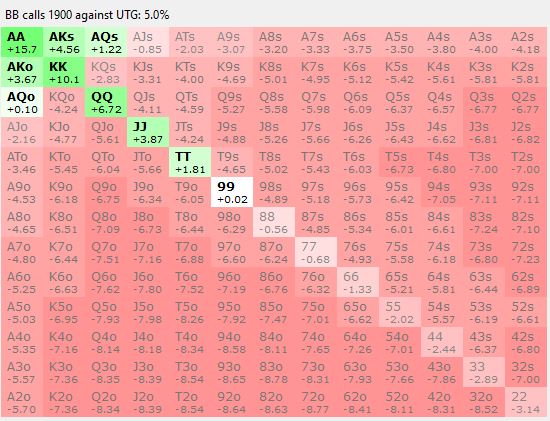 BB calls 1900 against UTG: 5.0%
AA AKs AQs AJs ATs A9s A8s A7s A6s A5s A4s A3s A2s
+15.7 +4.56 +1.22 -0.85 -2.03 -3.07 -3.20 -3.33 -3.75 -3.50 -3.80 -4.00 -4.18
AKo KK KQs KJs KTs K9s K8s K7s K6s K5s K4s K3s K2s
+3.67 +10.1 -2.83 -3.31 -4.00 -4.69 -5.01 -4.95 -5.12 -5.42 -5.61 -5.81 -5.81
AQo KQo QQ QJs QTs Q9s Q8s Q7s Q6s Q5s Q4s Q3s Q2s
+0.10 -4.24 +6.72 -4.11 -4.59 -5.27 -5.58 -5.98 -6.09 -6.37 -6.57 -6.77 -6.77
AJo KJo QJo JJ JTs J9s J8s J7s J6s J5s J4s J3s J2s
-2.16 -4.77 -5.61 +3.87 -4.24 -4.88 -5.26 -5.66 -6.26 -6.43 -6.62 -6.81 -6.82
ATo KTo QTo JTo TT T9s T8s T7s T6s T5s T4s T3s T2s
-3.46 -5.45 -6.04 -5.66 +1.81 -4.65 -5.02 -5.43 -6.03 -6.73 -6.80 -7.00 -7.00
A9o K9o Q9o J9o T9o 99 98s 97s 96s 95s 94s 93s 92s
-4.53 -6.18 -6.75 -6.34 -6.05 +0.02 -4.89 -5.18 -5.73 -6.42 -7.05 -7.11 -7.11
A8o K8o Q8o J8o T8o 98o 88 87s 86s 85s 84s 83s 82s
-4.65 -6.51 -7.09 -6.73 -6.44 -6.29 -0.56 -4.85 -5.34 -6.01 -6.61 -7.24 -7.10
A7o K7o Q7o J7o T7o 97o 87o 77 76s 75s 74s 73s 72s
-4.80 -6.44 -7.51 -7.16 -6.88 -6.60 -6.24 -0.68 -4.93 -5.58 -6.18 -6.80 -7.23
A6o K6o Q6o J6o T6o 96o 86o 76o 66 65s 64s 63s 62s
-5.25 -6.63 -7.62 -7.80 -7.52 -7.19 -6.76 -6.32 -1.33 -5.21 -5.81 -6.44 -6.89
A5o K5o Q5o J5o T5o 95o 85o 75o 65o 55 54s 53s 52s
-5.03 -6.95 -7.93 -7.98 -8.26 -7.92 -7.47 -7.01 -6.62 -2.02 -5.57 -6.19 -6.61
A4o K4o Q4o J4o T4o 94o 84o 74o 64o 54o 44 43s 42s
-5.35 -7.16 -8.14 -8.18 -8.34 -8.58 -8.11 -7.65 -7.26 -7.01 -2.44 -6.37 -6.80
A3o K3o Q3o J3o T3o 93o 83o 73o 63o 53o 43o 33 32s
-5.57 -7.36 -8.35 -8.39 -8.54 -8.65 -8.78 -8.31 -7.93 -7.66 -7.86 -2.89 -7.00
A2o K2o Q2o J2o T2o 92o 82o 72o 62o 52o 42o 32o 22
-5.70 -7.36 -8.34 -8.39 -8.54 -8.64 -8.63 -8.77 -8.41 -8.11 -8.31 -8.52 -3.14